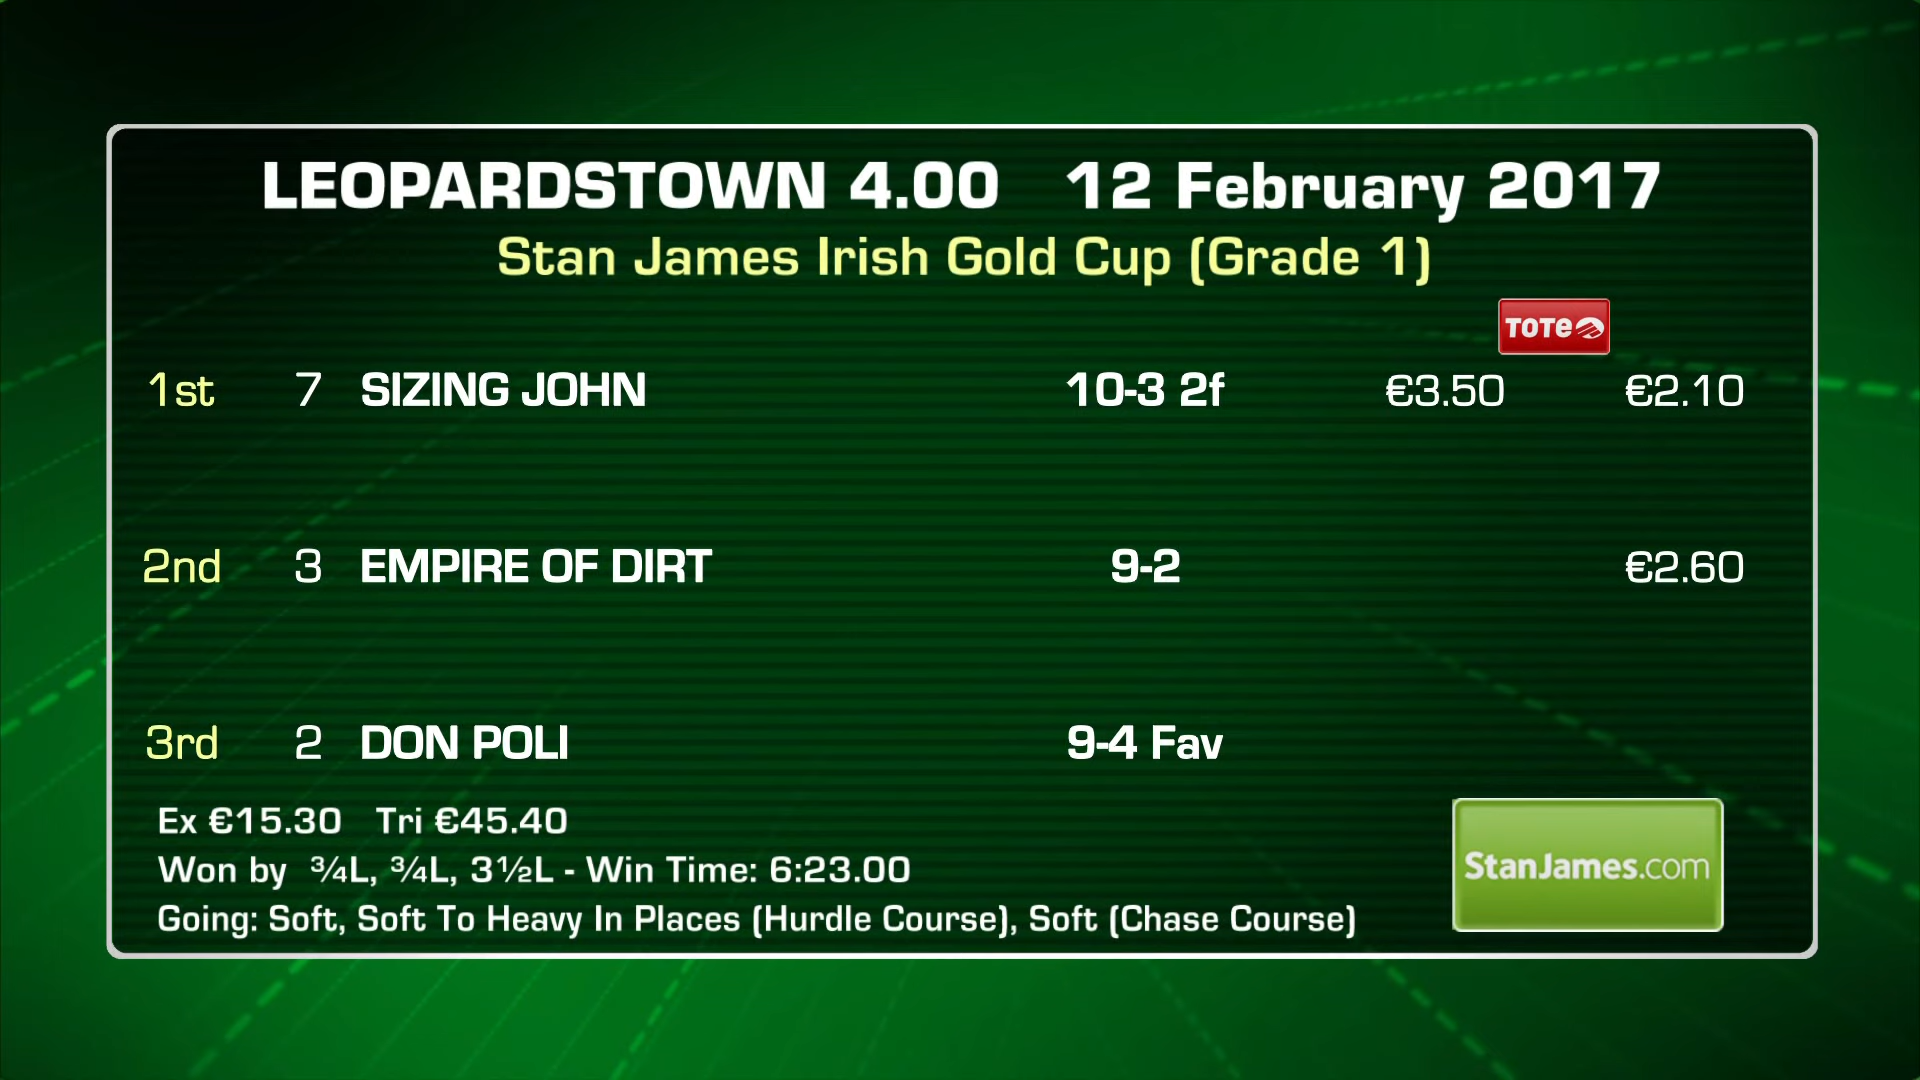 LEOPARDSTOWN 4.00 12 February 2017
Stan James Irish Gold Cup (Grade 1)
TOTE
1st 7 SIZING JOHN 10-3 2f €3.50 €2.10
2nd 3 EMPIRE OF DIRT 9-2 €2.60
3rd 2 DON POLI 9-4 Fav
Ex €15.30 Tri €45.40
Won by ¾L, ¾L, 3½L - Win Time: 6:23.00
Going: Soft, Soft To Heavy In Places (Hurdle Course), Soft (Chase Course)
StanJames.com